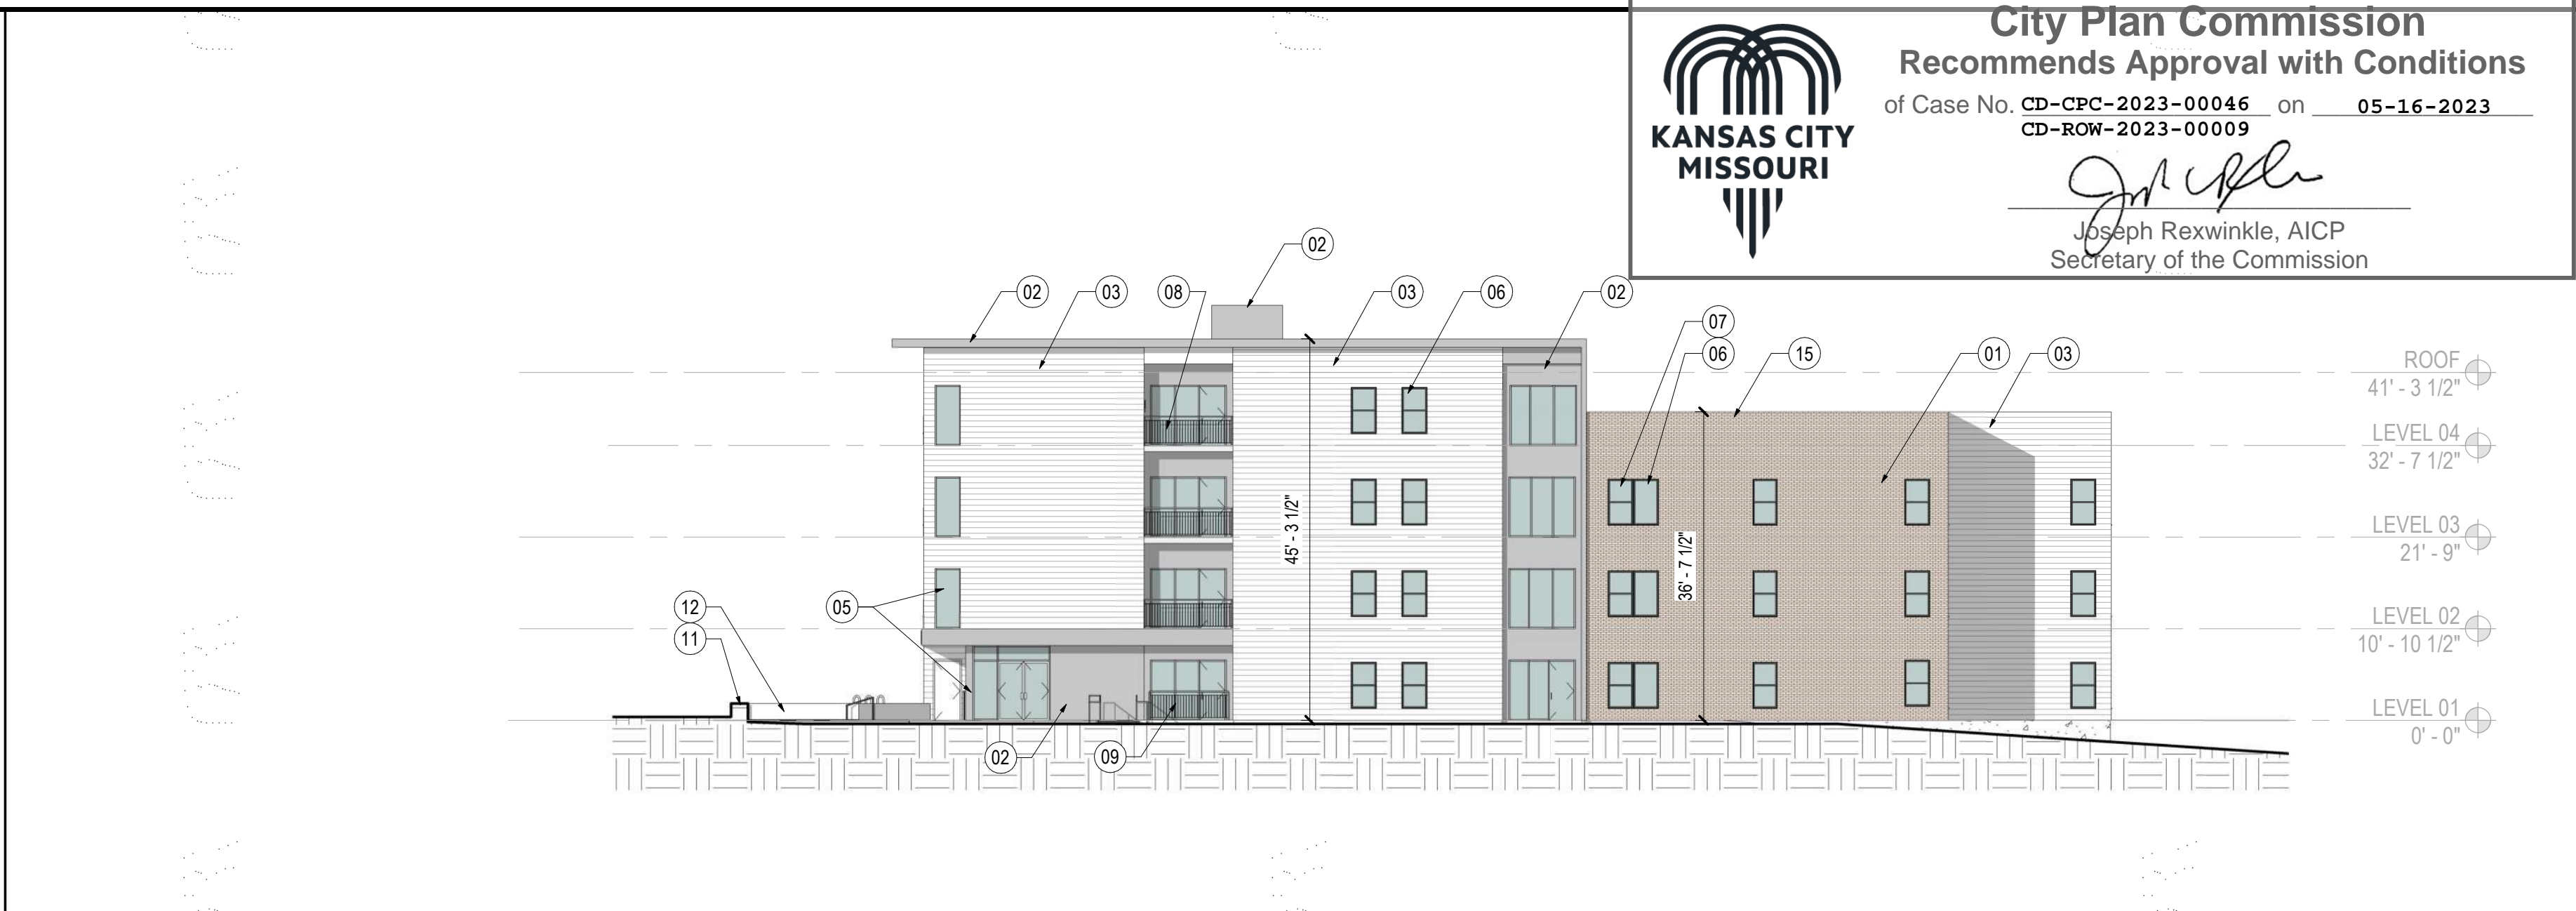 City Plan Commission
Recommends Approval with Conditions
of Case No. CD-CPC-2023-00046 on 05-16-2023
CD-ROW-2023-00009
KANSAS CITY
MISSOURI
Joseph Rexwinkle, AICP
Secretary of the Commission
02
02
03
08
03
06
02
07
06
15
01
03
ROOF
41' - 3 1/2"
LEVEL 04
32' - 7 1/2"
LEVEL 03
21' - 9"
LEVEL 02
10' - 10 1/2"
LEVEL 01
0' - 0"
45' - 3 1/2"
36' - 7 1/2"
12
11
05
02
09